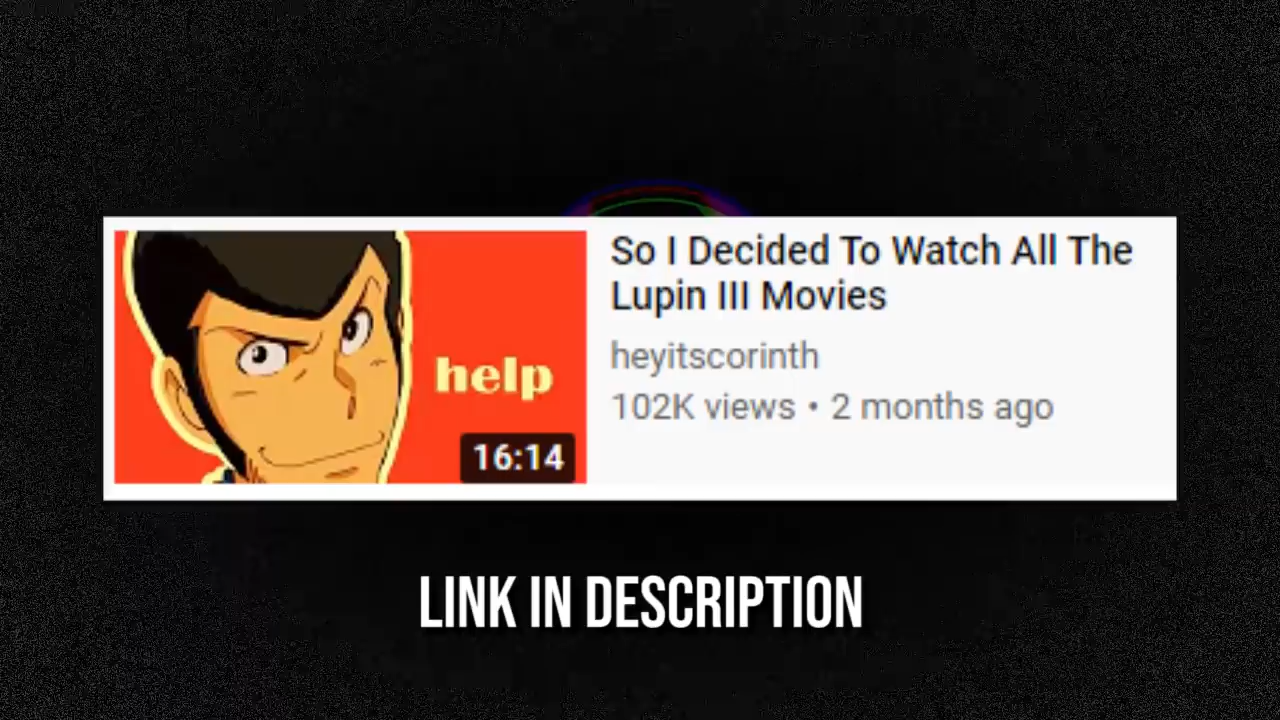 So I Decided To Watch All The
Lupin III Movies
heyitscorinth
102K views • 2 months ago
help
16:14
LINK IN DESCRIPTION